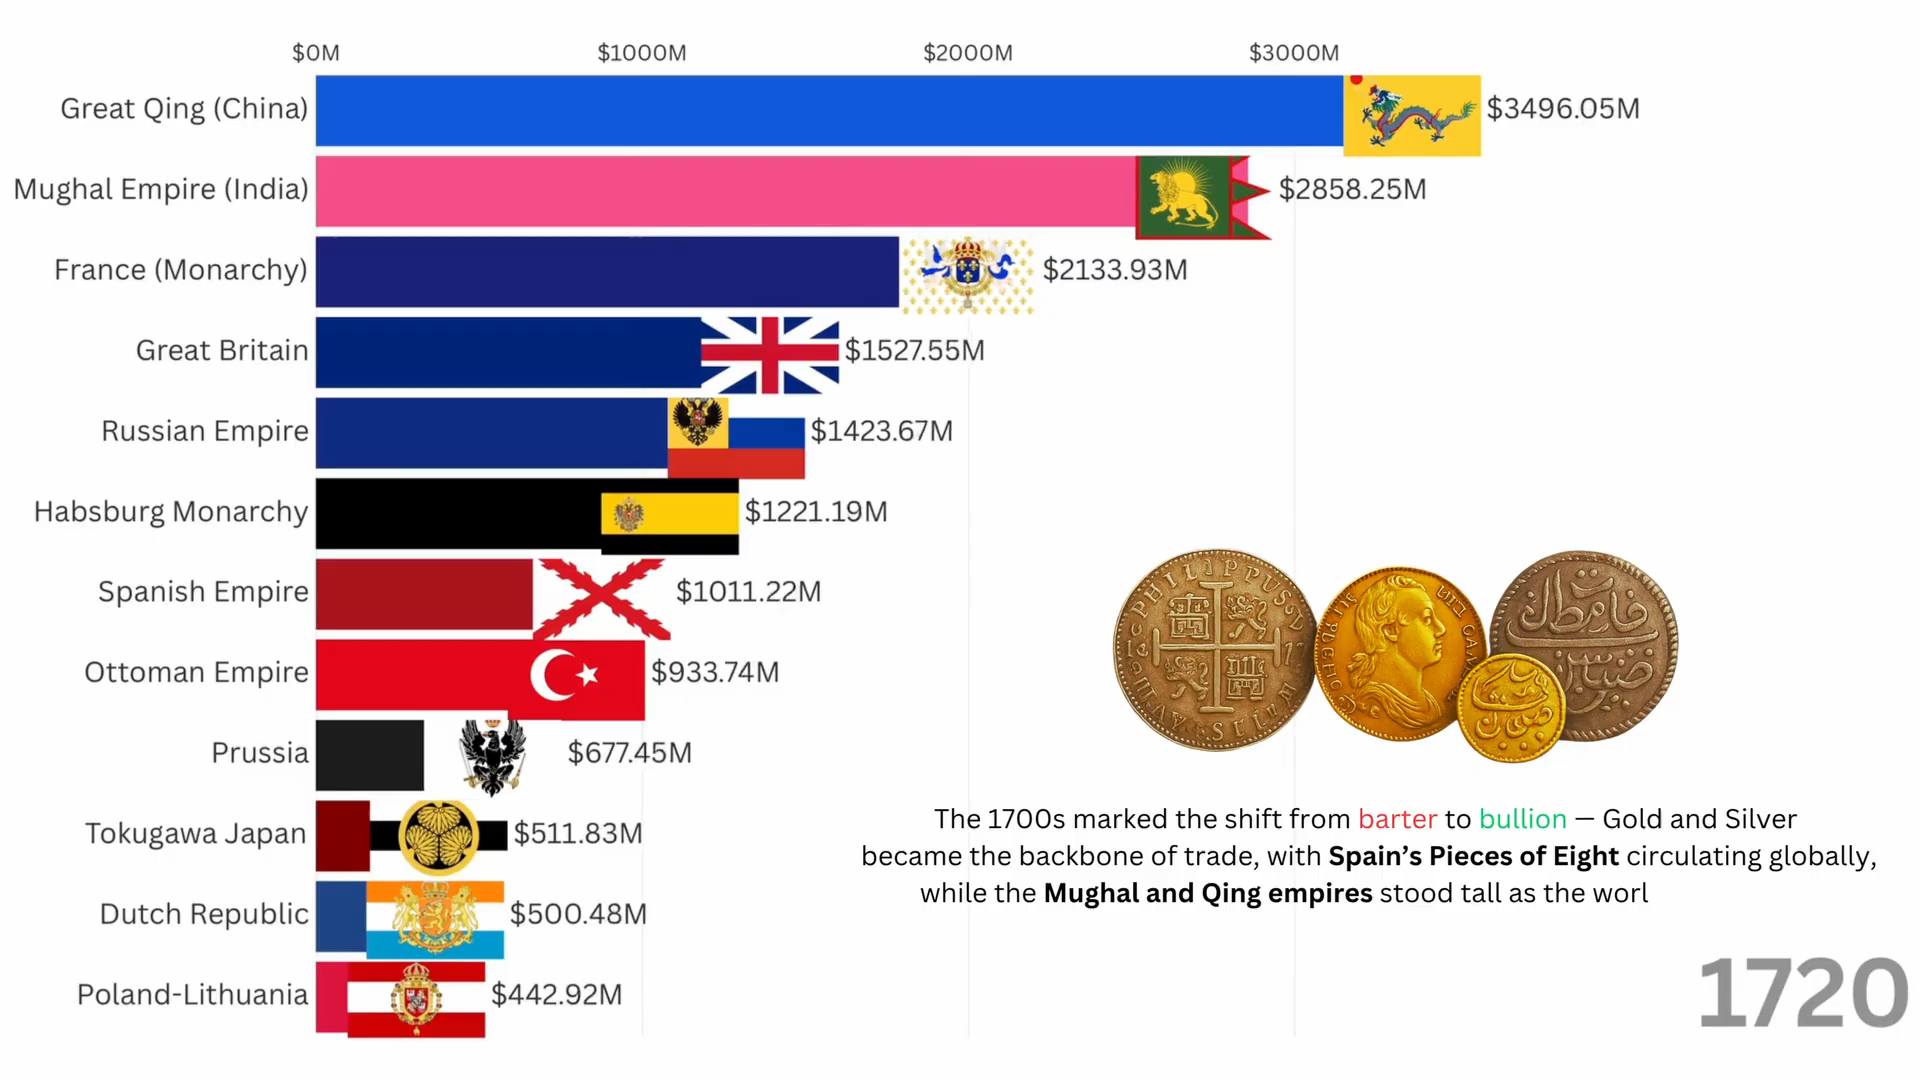 $0M $1000M $2000M $3000M
Great Qing (China) $3496.05M
Mughal Empire (India) $2858.25M
France (Monarchy) $2133.93M
Great Britain $1527.55M
Russian Empire $1423.67M
Habsburg Monarchy $1221.19M
Spanish Empire $1011.22M
Ottoman Empire $933.74M
Prussia $677.45M
Tokugawa Japan $511.83M
Dutch Republic $500.48M
Poland-Lithuania $442.92M
PHILIPPUS
The 1700s marked the shift from barter to bullion — Gold and Silver
became the backbone of trade, with Spain’s Pieces of Eight circulating globally,
while the Mughal and Qing empires stood tall as the worl
1720